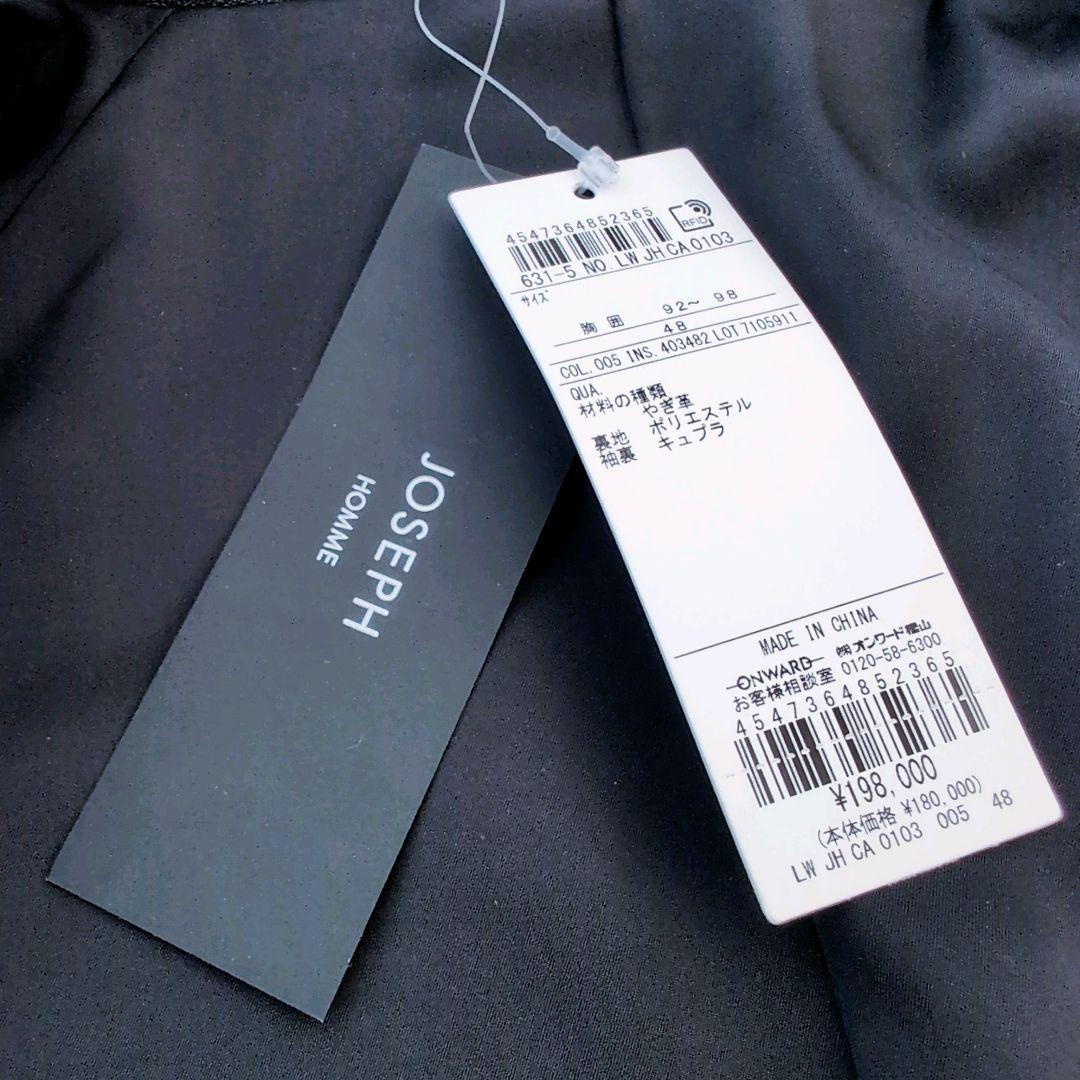 JOSEPH
HOMME
4547364852365
RFID
631-5 NO. LW JH CA0103
サイズ
胸囲 92～ 98
48
COL. 005 INS. 403482 LOT 7105911
QUA.
材料の種類
やぎ革
裏地 ポリエステル
袖裏 キュプラ
MADE IN CHINA
ONWARD ㈱オンワード樫山
お客様相談室 0120-58-6300
4547364852365
¥198,000
(本体価格 ¥180,000)
LW JH CA 0103 005 48